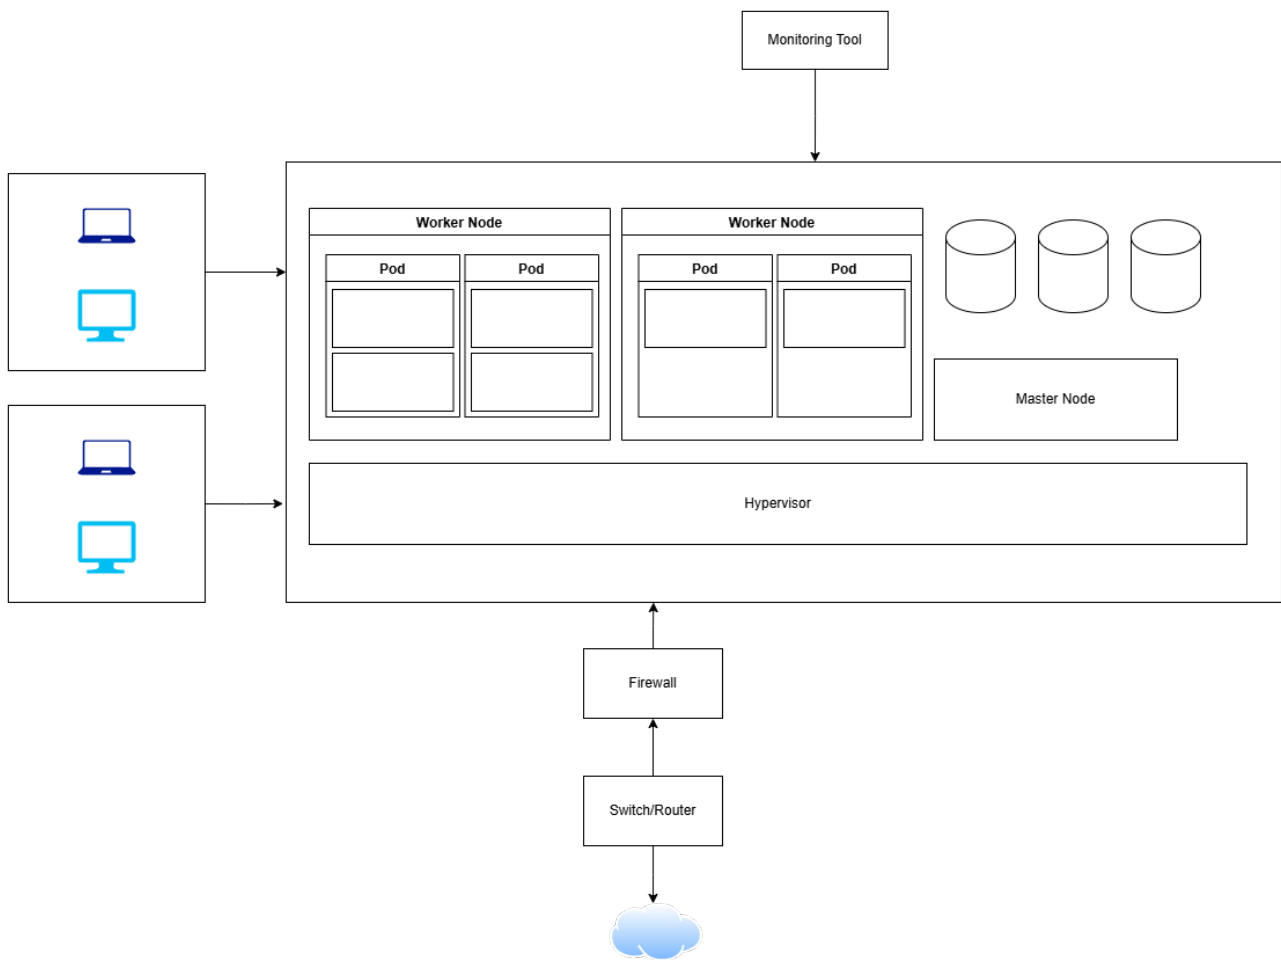 Monitoring Tool
Worker Node
Worker Node
Pod
Pod
Pod
Pod
Master Node
Hypervisor
Firewall
Switch/Router